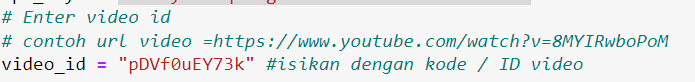 # Enter video id
# contoh url video =https://www.youtube.com/watch?v=8MYIRwboPoM
video_id = "pDVf0uEY73k" #isikan dengan kode / ID video